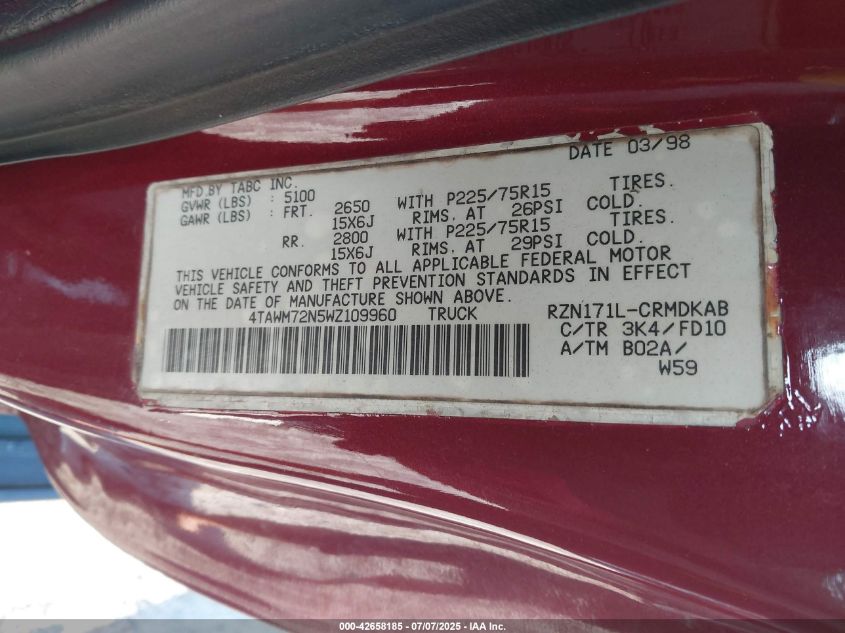 DATE 03/98
MFD.BY TABC INC.
GVWR (LBS) : 5100
GAWR (LBS) : FRT. 2650 WITH P225/75R15 TIRES.
15X6J RIMS. AT 26PSI COLD.
RR. 2800 WITH P225/75R15 TIRES.
15X6J RIMS. AT 29PSI COLD.
THIS VEHICLE CONFORMS TO ALL APPLICABLE FEDERAL MOTOR
VEHICLE SAFETY AND THEFT PREVENTION STANDARDS IN EFFECT
ON THE DATE OF MANUFACTURE SHOWN ABOVE.
4TAWM72N5WZ109960 TRUCK RZN171L-CRMDKAB
C/TR 3K4/FD10
A/TM B02A/
W59
000-42658185 - 07/07/2025 - IAA Inc.